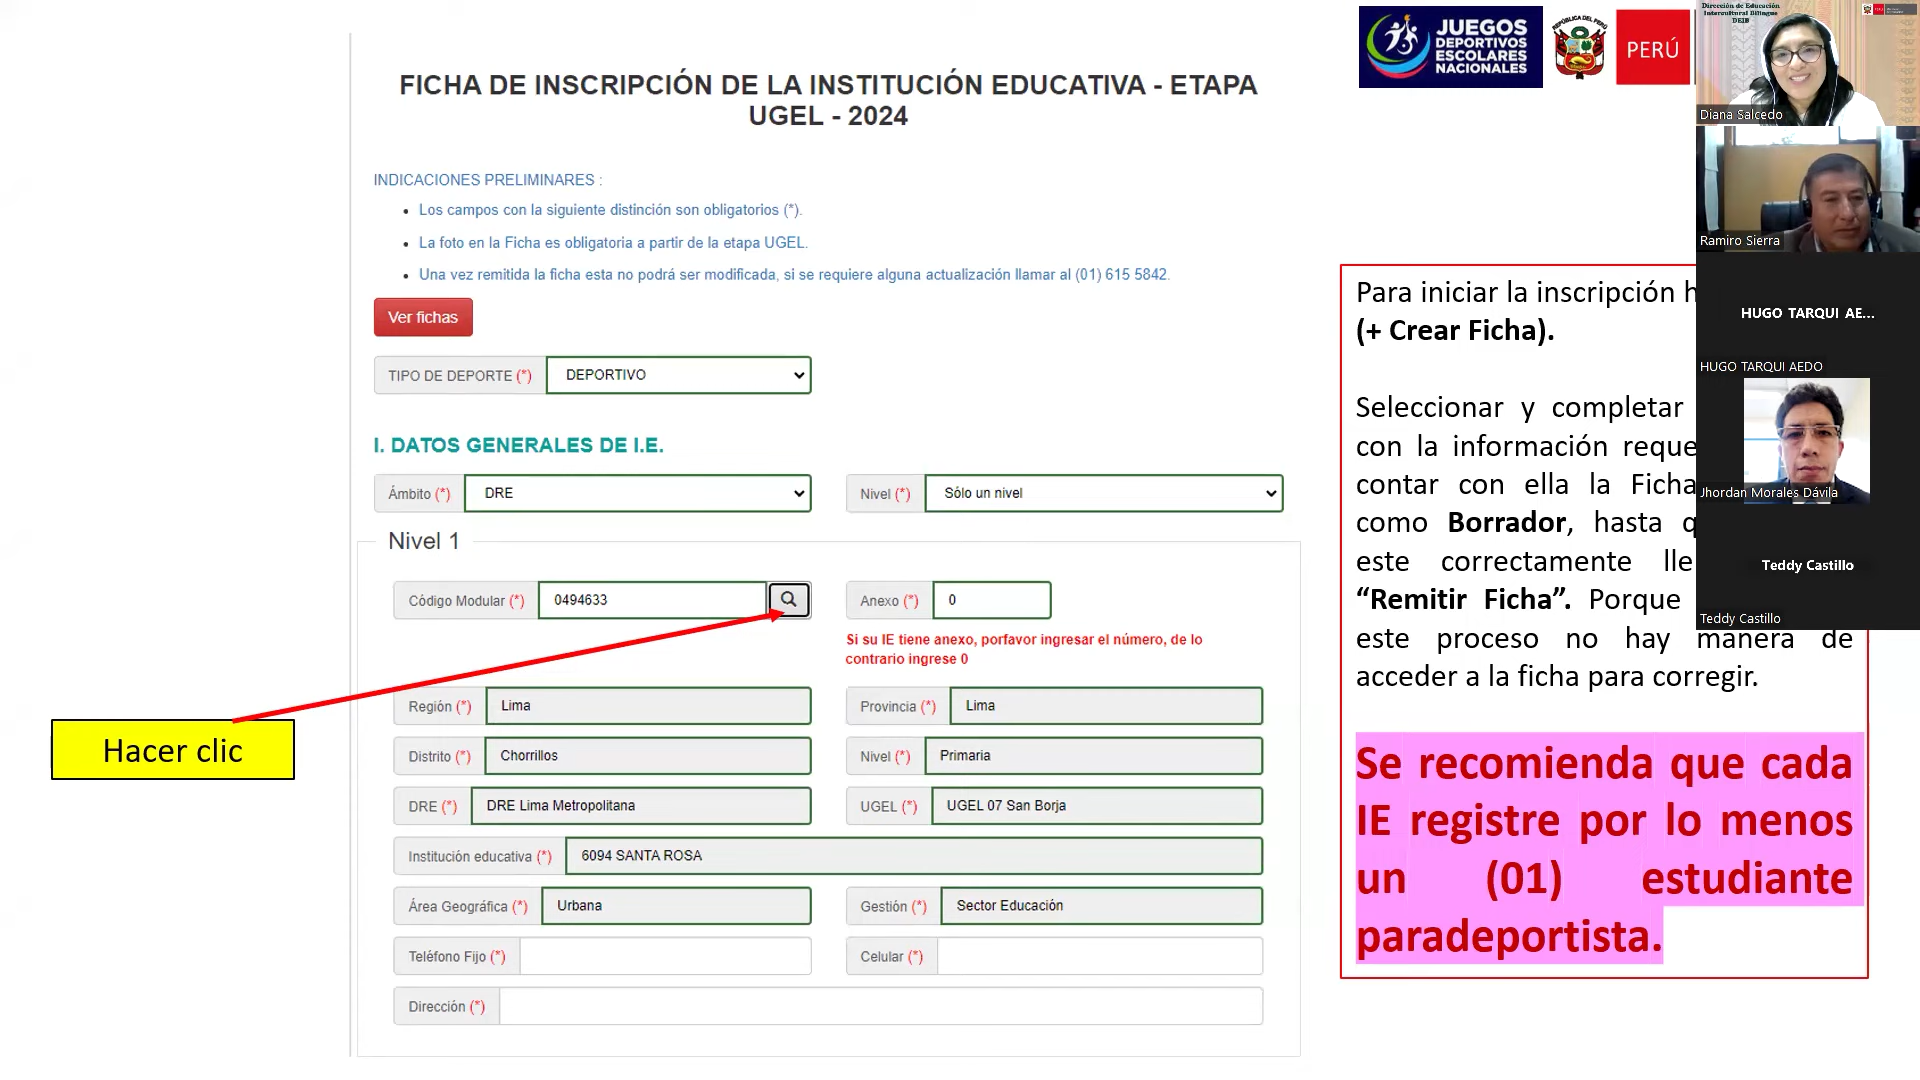 FICHA DE INSCRIPCIÓN DE LA INSTITUCIÓN EDUCATIVA - ETAPA
UGEL - 2024
INDICACIONES PRELIMINARES :
Los campos con la siguiente distinción son obligatorios (*).
La foto en la Ficha es obligatoria a partir de la etapa UGEL.
Una vez remitida la ficha esta no podrá ser modificada, si se requiere alguna actualización llamar al (01) 615 5842.
Ver fichas
TIPO DE DEPORTE (*) DEPORTIVO
I. DATOS GENERALES DE I.E.
Ámbito (*) DRE
Nivel (*) Sólo un nivel
Nivel 1
Código Modular (*) 0494633
Anexo (*) 0
Si su IE tiene anexo, porfavor ingresar el número, de lo
contrario ingrese 0
Región (*) Lima
Provincia (*) Lima
Distrito (*) Chorrillos
Nivel (*) Primaria
DRE (*) DRE Lima Metropolitana
UGEL (*) UGEL 07 San Borja
Institución educativa (*) 6094 SANTA ROSA
Área Geográfica (*) Urbana
Gestión (*) Sector Educación
Teléfono Fijo (*)
Celular (*)
Dirección (*)
Hacer clic
JUEGOS
DEPORTIVOS
ESCOLARES
NACIONALES
REPÚBLICA DEL PERÚ
PERÚ
Para iniciar la inscripción h
(+ Crear Ficha).
Seleccionar y completar
con la información reque
contar con ella la Ficha
como Borrador, hasta q
este correctamente lle
“Remitir Ficha”. Porque
este proceso no hay manera de
acceder a la ficha para corregir.
Se recomienda que cada
IE registre por lo menos
un (01) estudiante
paradeportista.
Dirección de Educación
Intercultural Bilingüe
DEIB
Diana Salcedo
Ramiro Sierra
HUGO TARQUI AE...
HUGO TARQUI AEDO
Jhordan Morales Dávila
Teddy Castillo
Teddy Castillo